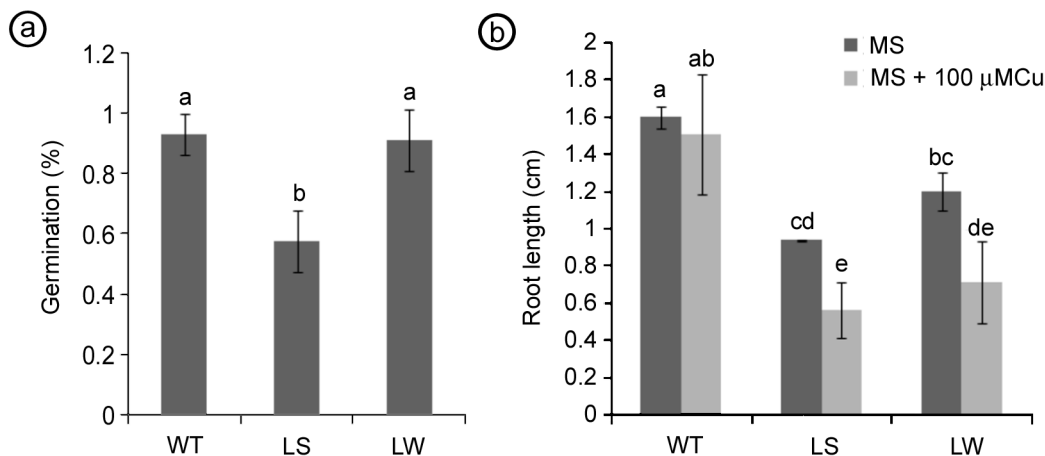 a
Germination (%)
1.2
1
0.8
0.6
0.4
0.2
0
a
b
a
WT
LS
LW
b
Root length (cm)
2
1.8
1.6
1.4
1.2
1
0.8
0.6
0.4
0.2
0
MS
MS + 100 μMCu
a
ab
cd
e
bc
de
WT
LS
LW